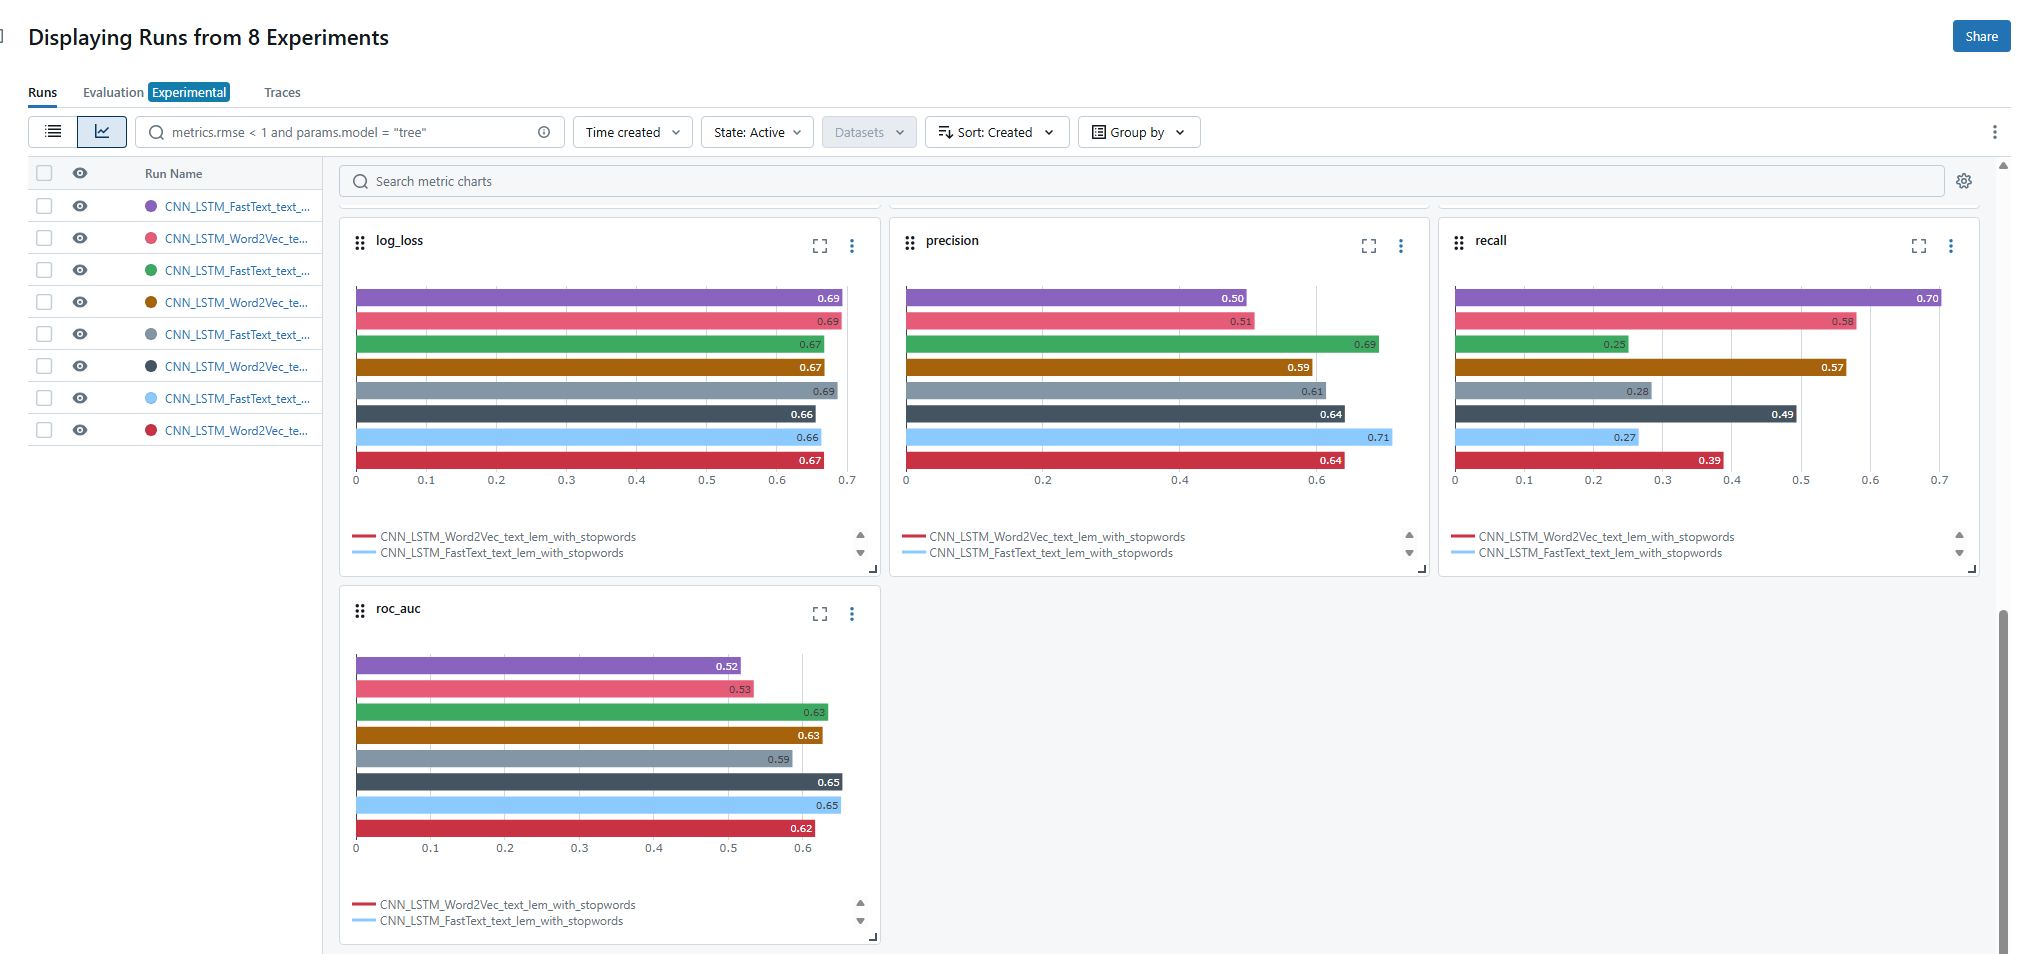 Displaying Runs from 8 Experiments
Share
Runs Evaluation Experimental Traces
metrics.rmse < 1 and params.model = "tree"
Time created
State: Active
Datasets
Sort: Created
Group by
Run Name
CNN_LSTM_FastText_text_...
CNN_LSTM_Word2Vec_te...
CNN_LSTM_FastText_text_...
CNN_LSTM_Word2Vec_te...
CNN_LSTM_FastText_text_...
CNN_LSTM_Word2Vec_te...
CNN_LSTM_FastText_text_...
CNN_LSTM_Word2Vec_te...
Search metric charts
log_loss
0.69
0.69
0.67
0.67
0.69
0.66
0.66
0.67
0 0.1 0.2 0.3 0.4 0.5 0.6 0.7
CNN_LSTM_Word2Vec_text_lem_with_stopwords
CNN_LSTM_FastText_text_lem_with_stopwords
precision
0.50
0.51
0.69
0.59
0.61
0.64
0.71
0.64
0 0.2 0.4 0.6
CNN_LSTM_Word2Vec_text_lem_with_stopwords
CNN_LSTM_FastText_text_lem_with_stopwords
recall
0.70
0.58
0.25
0.57
0.28
0.49
0.27
0.39
0 0.1 0.2 0.3 0.4 0.5 0.6 0.7
CNN_LSTM_Word2Vec_text_lem_with_stopwords
CNN_LSTM_FastText_text_lem_with_stopwords
roc_auc
0.52
0.53
0.63
0.63
0.59
0.65
0.65
0.62
0 0.1 0.2 0.3 0.4 0.5 0.6
CNN_LSTM_Word2Vec_text_lem_with_stopwords
CNN_LSTM_FastText_text_lem_with_stopwords